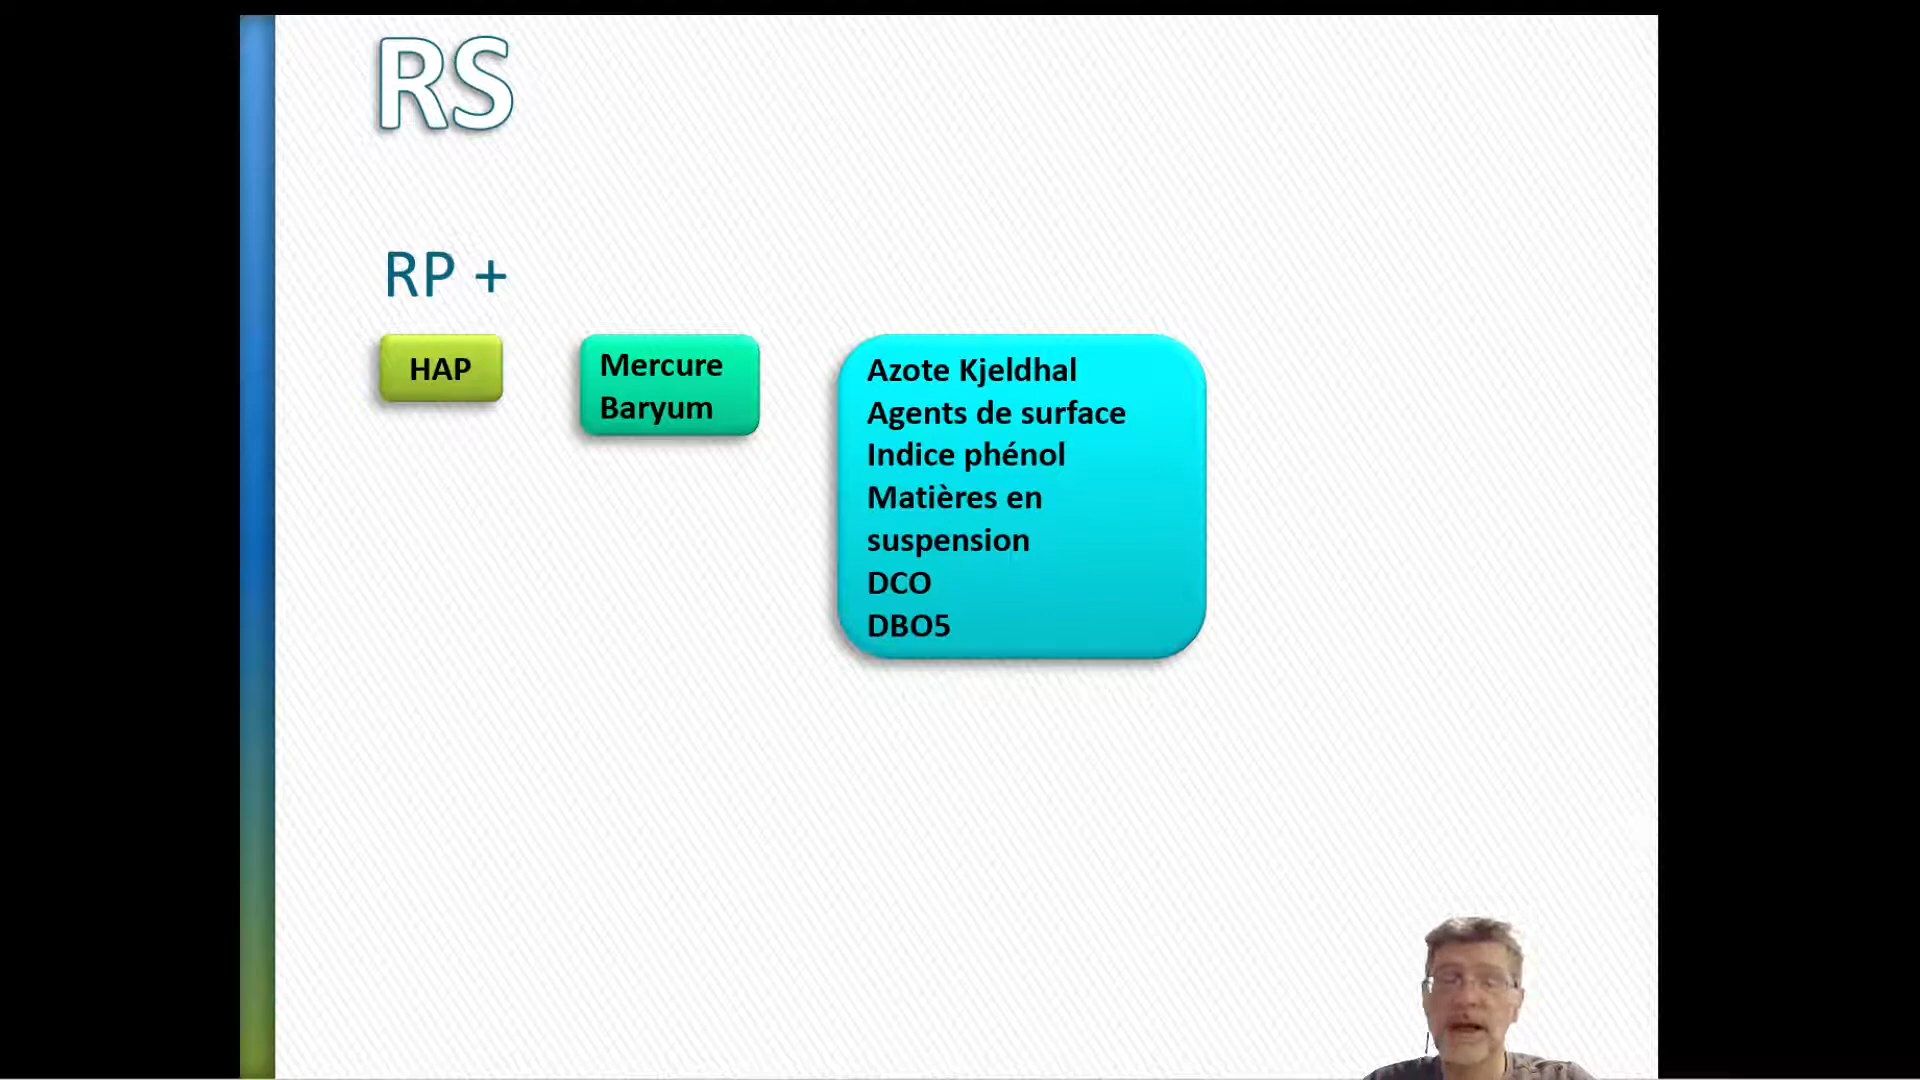 RS
RP +
HAP
Mercure
Baryum
Azote Kjeldhal
Agents de surface
Indice phénol
Matières en
suspension
DCO
DBO5